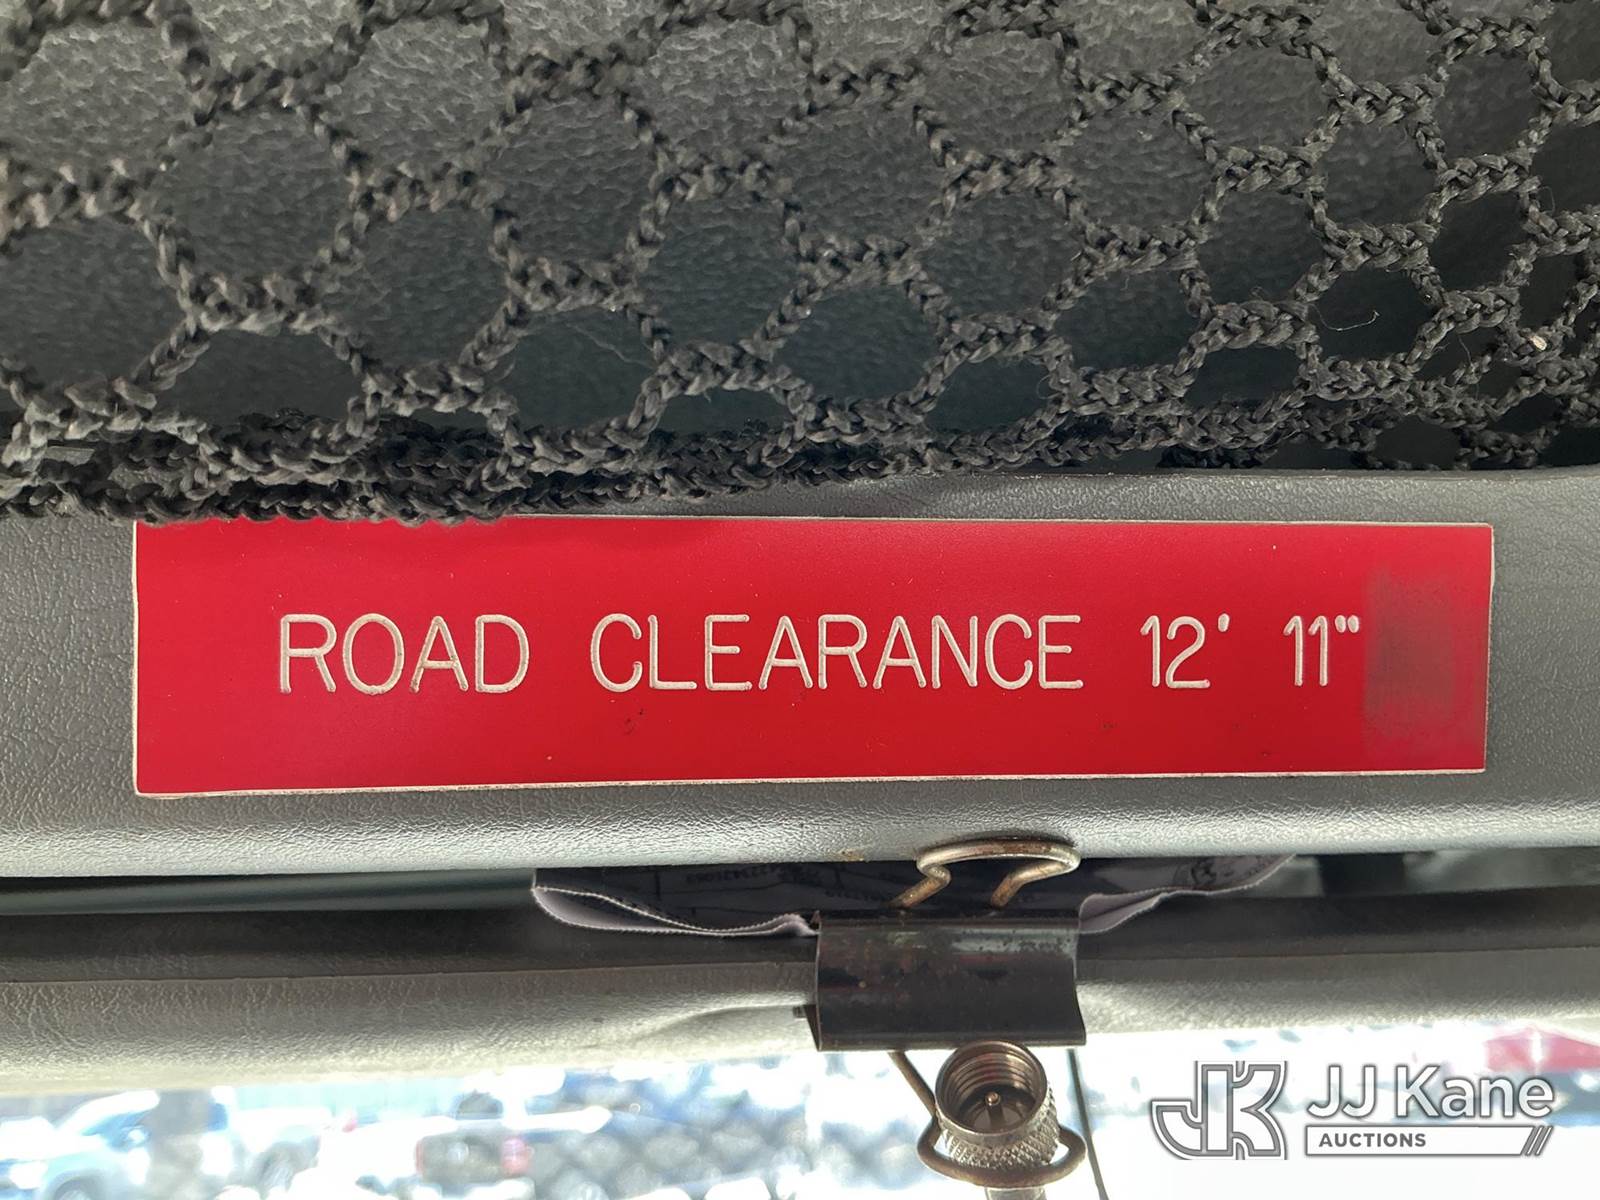 ROAD CLEARANCE 12' 11"
JJ Kane
AUCTIONS